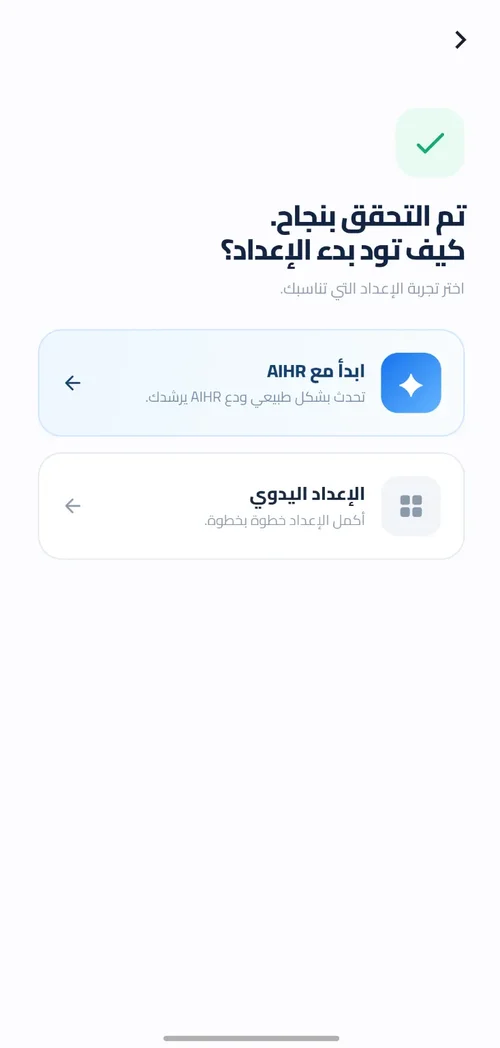 تم التحقق بنجاح.
كيف تود بدء الإعداد؟
اختر تجربة الإعداد التي تناسبك.
ابدأ مع AIHR
تحدث بشكل طبيعي ودع AIHR يرشدك.
الإعداد اليدوي
أكمل الإعداد خطوة بخطوة.